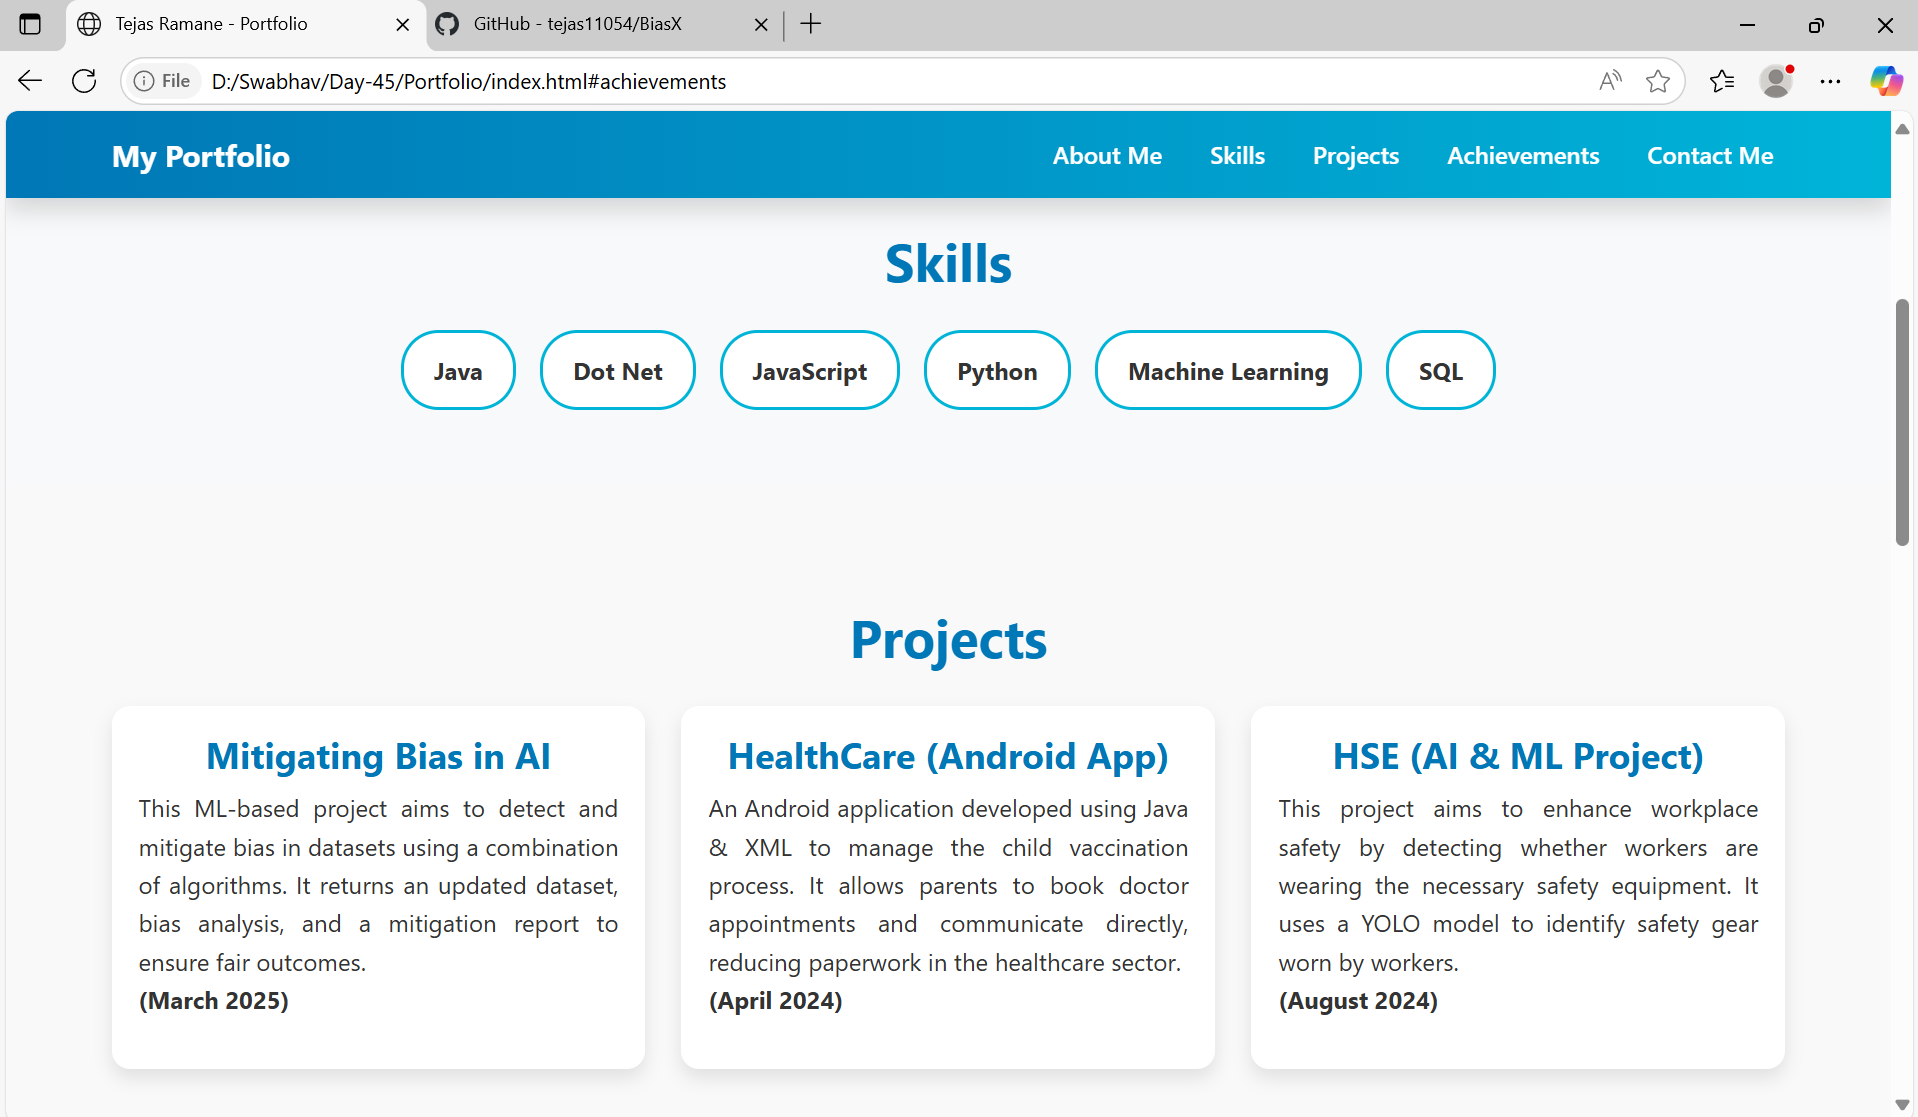 Tejas Ramane - Portfolio
GitHub - tejas11054/BiasX
File D:/Swabhav/Day-45/Portfolio/index.html#achievements
My Portfolio
About Me Skills Projects Achievements Contact Me
Skills
Java Dot Net JavaScript Python Machine Learning SQL
Projects
Mitigating Bias in AI
This ML-based project aims to detect and
mitigate bias in datasets using a combination
of algorithms. It returns an updated dataset,
bias analysis, and a mitigation report to
ensure fair outcomes.
(March 2025)
HealthCare (Android App)
An Android application developed using Java
& XML to manage the child vaccination
process. It allows parents to book doctor
appointments and communicate directly,
reducing paperwork in the healthcare sector.
(April 2024)
HSE (AI & ML Project)
This project aims to enhance workplace
safety by detecting whether workers are
wearing the necessary safety equipment. It
uses a YOLO model to identify safety gear
worn by workers.
(August 2024)